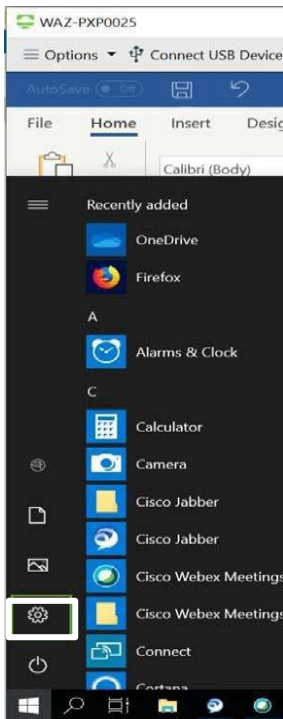 WAZ-PXP0025
Options Connect USB Device
AutoSave Off
File Home Insert Desig
Calibri (Body)
Recently added
OneDrive
Firefox
A
Alarms & Clock
C
Calculator
Camera
Cisco Jabber
Cisco Jabber
Cisco Webex Meetings
Cisco Webex Meetings
Connect
Cortana